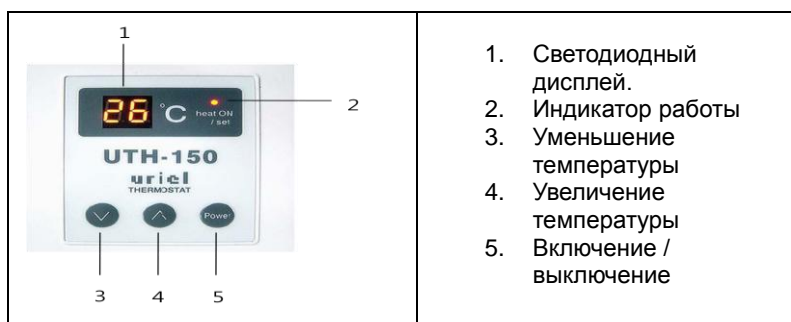 1
26 °C
heat ON
/ set
2
UTH-150
uriel
THERMOSTAT
Power
3 4 5
1. Светодиодный
дисплей.
2. Индикатор работы
3. Уменьшение
температуры
4. Увеличение
температуры
5. Включение /
выключение